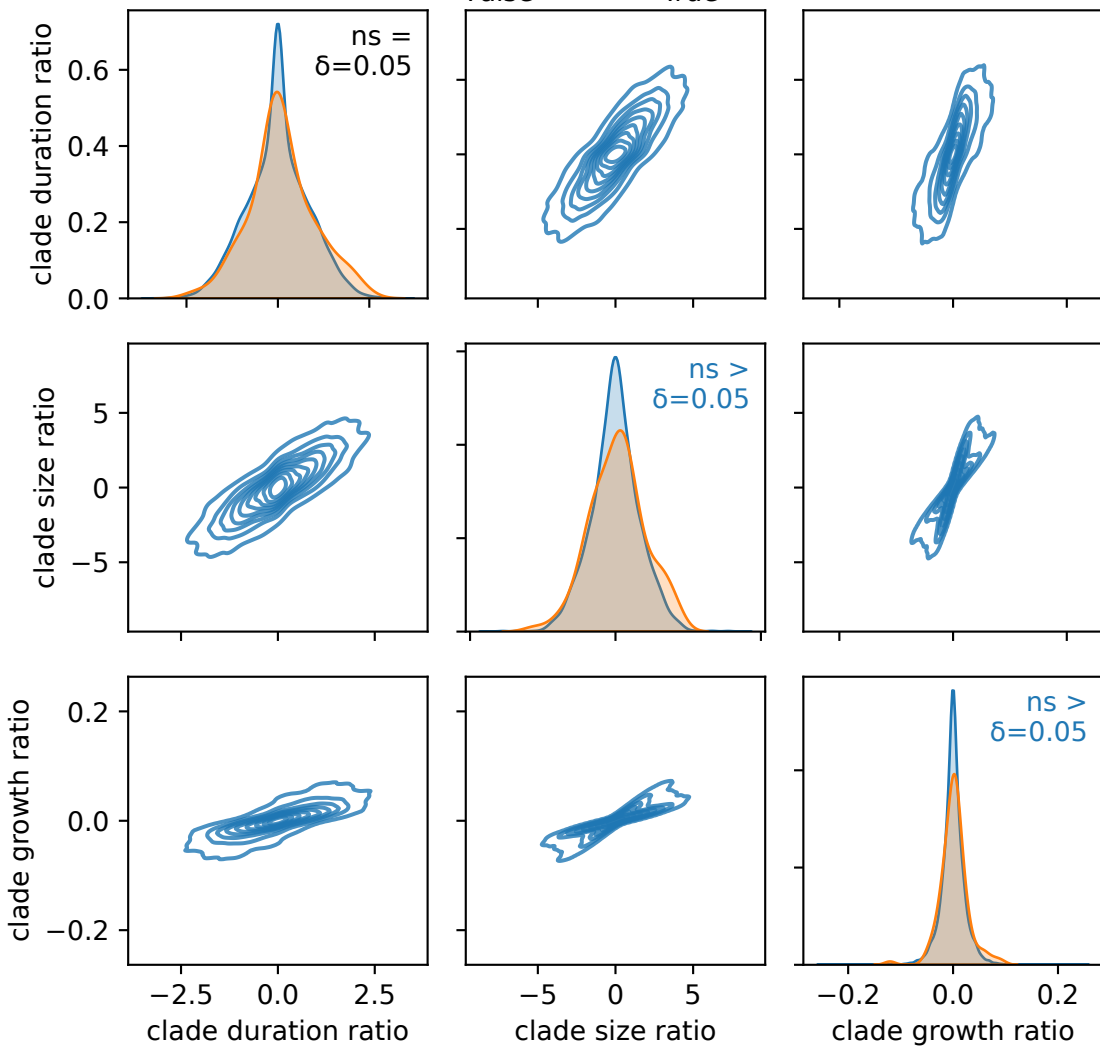 clade duration ratio
0.6
0.4
0.2
0.0
ns =
δ=0.05
clade size ratio
5
0
−5
ns >
δ=0.05
clade growth ratio
0.2
0.0
−0.2
ns >
δ=0.05
−2.5 0.0 2.5
−5 0 5
−0.2 0.0 0.2
clade duration ratio
clade size ratio
clade growth ratio